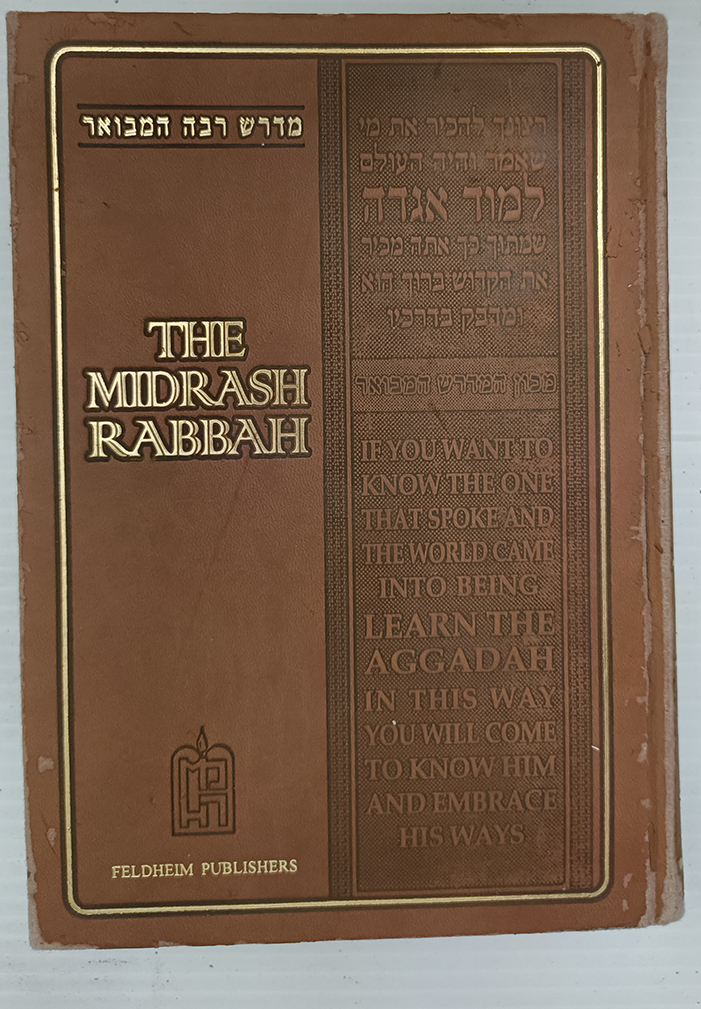 מדרש רבה המבואר
THE
MIDRASH
RABBAH
FELDHEIM PUBLISHERS
רצונך להכיר את מי
שאמר והיה העולם
למוד אגדה
שמתוך כך אתה מכיר
את הקדוש ברוך הוא
ומדבק בדרכיו
מכון המדרש המבואר
IF YOU WANT TO
KNOW THE ONE
THAT SPOKE AND
THE WORLD CAME
INTO BEING
LEARN THE
AGGADAH
IN THIS WAY
YOU WILL COME
TO KNOW HIM
AND EMBRACE
HIS WAYS